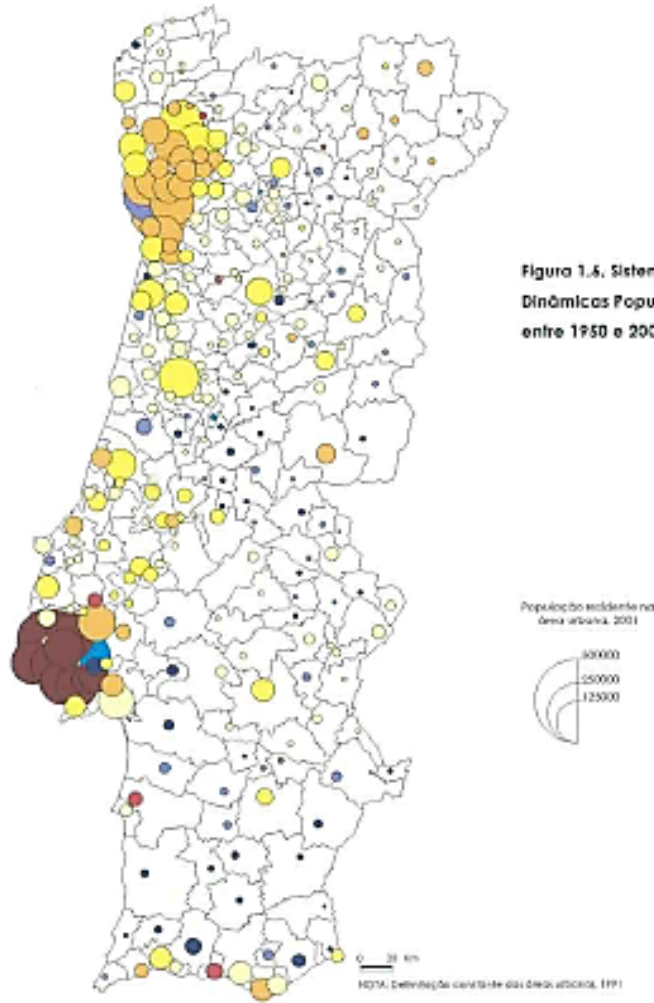 Figura 1.6. Sistem
Dinâmicas Popu
entre 1950 e 200
População residente na
área urbana, 2001
500000
250000
125000
0 25 km
NOTA: Delimitação constante das áreas urbanas, 1991